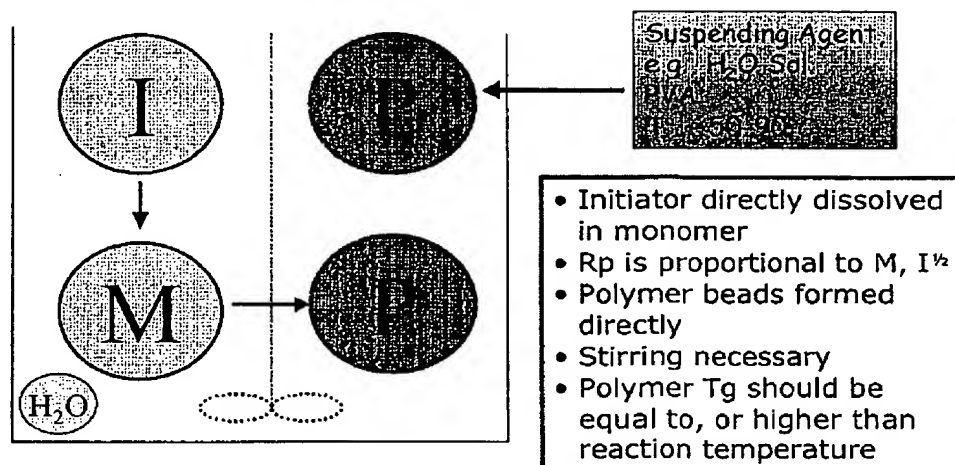 I
P
Suspending Agent,
e.g. H₂O Sol.
PVA
M
P
H₂O
• Initiator directly dissolved
in monomer
• Rp is proportional to M, I½
• Polymer beads formed
directly
• Stirring necessary
• Polymer Tg should be
equal to, or higher than
reaction temperature